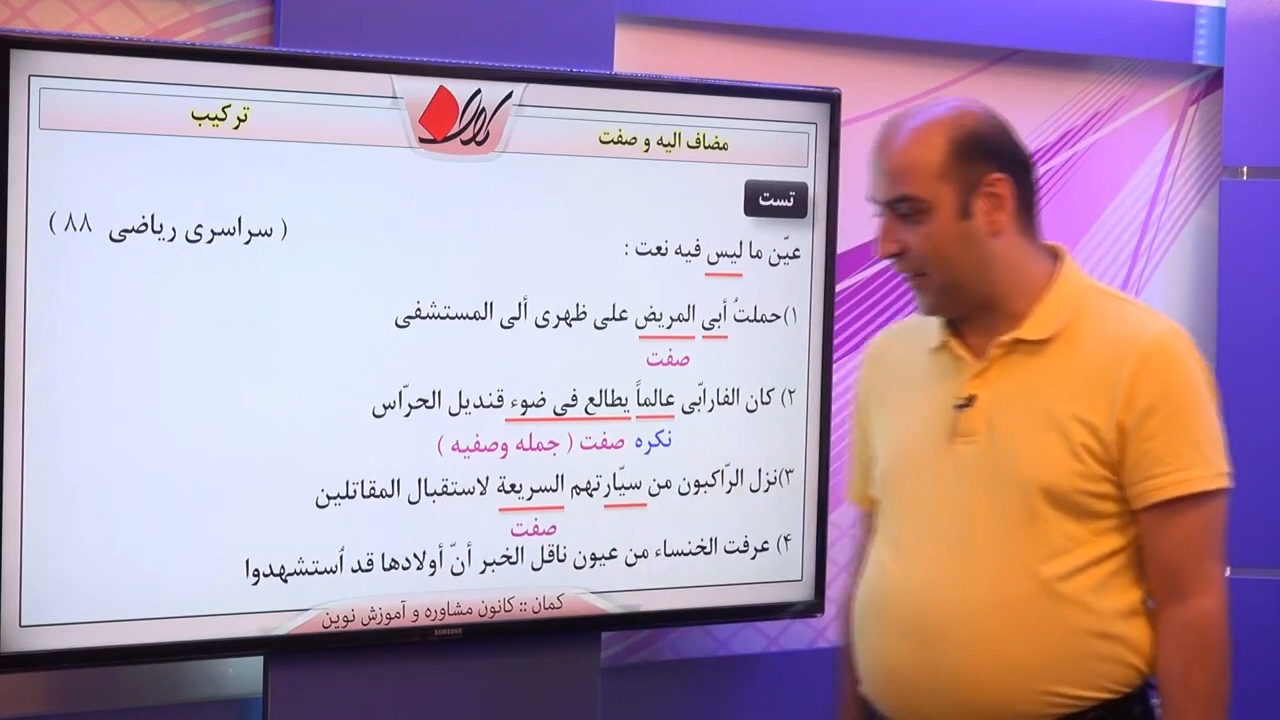 مضاف الیه و صفت
ترکیب
تست
عیّن ما لیس فیه نعت :
( سراسری ریاضی ۸۸ )
۱)حملتُ أبی المریض علی ظهری ألی المستشفی
صفت
۲) کان الفارابّی عالماً یطالع فی ضوء قندیل الحرّاس
نکره صفت ( جمله وصفیه )
۳)نزل الرّاکبون من سیّارتهم السریعة لاستقبال المقاتلین
صفت
۴) عرفت الخنساء من عیون ناقل الخبر أنّ أولادها قد اُستشهدوا
کمان :: کانون مشاوره و آموزش نوین
SAMSUNG